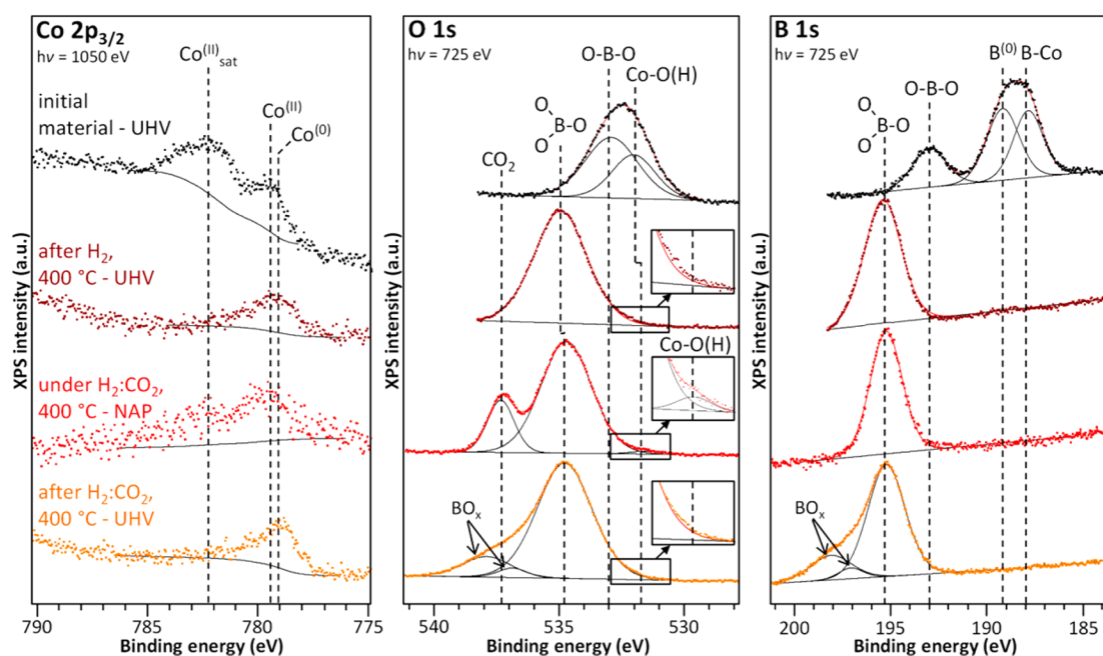 Co 2p3/2
hν = 1050 eV
Co(II)sat
Co(II)
Co(0)
initial
material - UHV
after H2,
400 °C - UHV
under H2:CO2,
400 °C - NAP
after H2:CO2,
400 °C - UHV
XPS intensity (a.u.)
790 785 780 775
Binding energy (eV)
O 1s
hν = 725 eV
O-B-O
Co-O(H)
O
B-O
O
CO2
Co-O(H)
BOx
XPS intensity (a.u.)
540 535 530
Binding energy (eV)
B 1s
hν = 725 eV
B(0) B-Co
O-B-O
O
B-O
O
BOx
XPS intensity (a.u.)
200 195 190 185
Binding energy (eV)